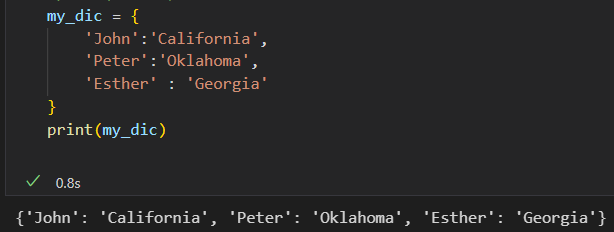 my_dic = {
    'John':'California',
    'Peter':'Oklahoma',
    'Esther' : 'Georgia'
}
print(my_dic)
✓ 0.8s
{'John': 'California', 'Peter': 'Oklahoma', 'Esther': 'Georgia'}